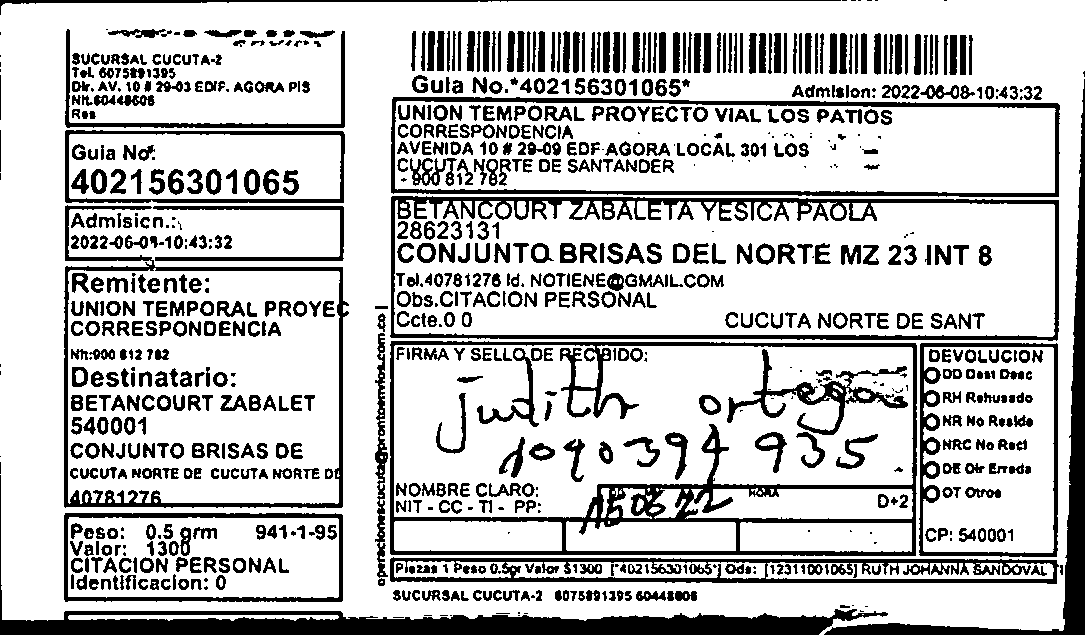 SUCURSAL CUCUTA-2
Tel. 6075891395
Dir. AV. 10 # 29-03 EDIF. AGORA PIS
Nit.60448606
Res
Guia No:
402156301065
Admision.:
2022-06-08-10:43:32
Remitente:
UNION TEMPORAL PROYEC
CORRESPONDENCIA
Nit:900 812 782
Destinatario:
BETANCOURT ZABALET
540001
CONJUNTO BRISAS DE
CUCUTA NORTE DE CUCUTA NORTE DE
40781276
Peso: 0.5 grm 941-1-95
Valor: 1300
CITACION PERSONAL
Identificacion: 0
Guia No.*402156301065* Admision: 2022-06-08-10:43:32
UNION TEMPORAL PROYECTO VIAL LOS PATIOS
CORRESPONDENCIA
AVENIDA 10 # 29-09 EDF AGORA LOCAL 301 LOS
CUCUTA NORTE DE SANTANDER
- 900 812 782
BETANCOURT ZABALETA YESICA PAOLA
28623131
CONJUNTO BRISAS DEL NORTE MZ 23 INT 8
Tel.40781276 Id. NOTIENE@GMAIL.COM
Obs.CITACION PERSONAL
Ccte.0 0 CUCUTA NORTE DE SANT
operacionescucuta@prontoenvios.com.co
FIRMA Y SELLO DE RECIBIDO:
judith ortega
1090394935
NOMBRE CLARO:
NIT - CC - TI - PP:
15 06 22
HORA
D+2
DEVOLUCION
DD Dest Desc
RH Rehusado
NR No Reside
NRC No Recl
DE Dir Errada
OT Otros
CP: 540001
Piezas 1 Peso 0.5gr Valor $1300 [*402156301065*] Ods: [12311001065] RUTH JOHANNA SANDOVAL
SUCURSAL CUCUTA-2 6075891395 60448606